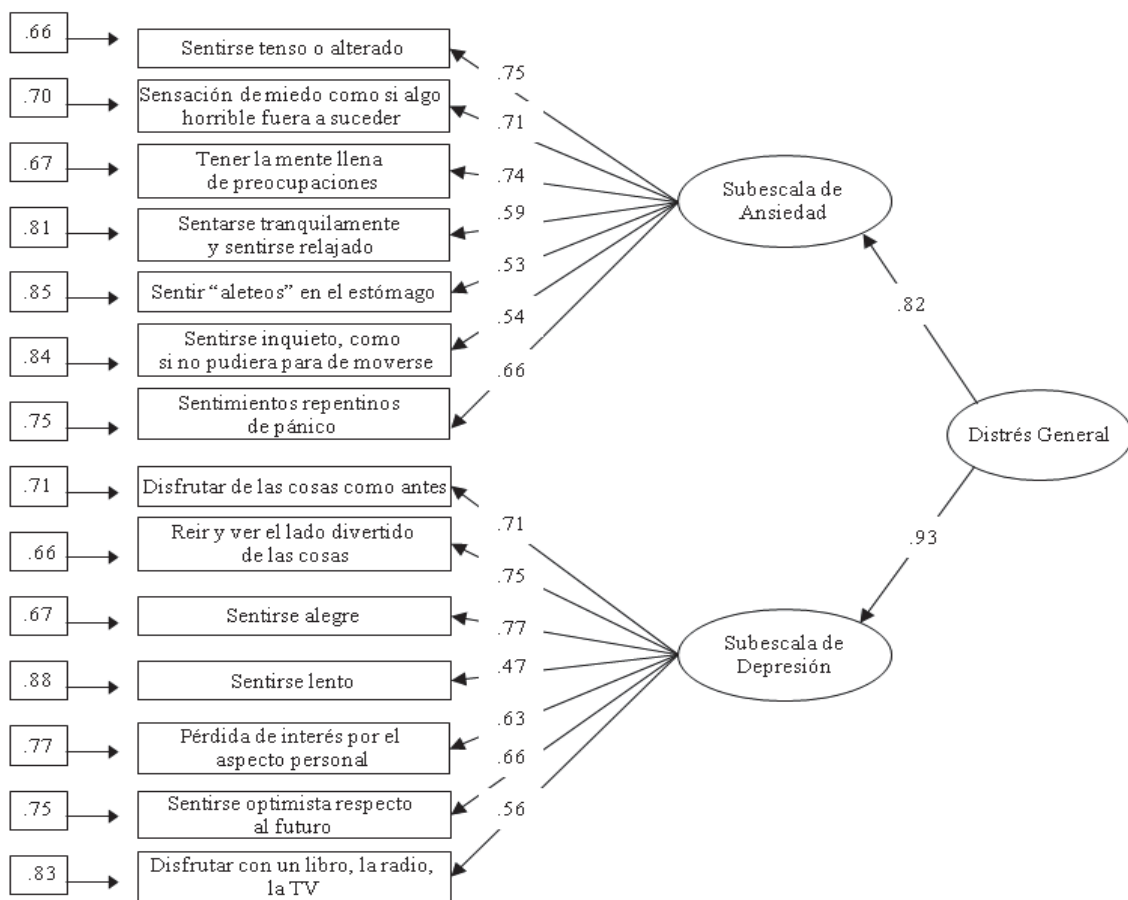 .66
Sentirse tenso o alterado
.75
.70
Sensación de miedo como si algo
horrible fuera a suceder
.71
.67
Tener la mente llena
de preocupaciones
.74
.81
Sentarse tranquilamente
y sentirse relajado
.59
.85
Sentir “aleteos” en el estómago
.53
.84
Sentirse inquieto, como
si no pudiera para de moverse
.54
.75
Sentimientos repentinos
de pánico
.66
Subescala de
Ansiedad
.82
Distrés General
.93
.71
Disfrutar de las cosas como antes
.71
.66
Reir y ver el lado divertido
de las cosas
.75
.67
Sentirse alegre
.77
.88
Sentirse lento
.47
.77
Pérdida de interés por el
aspecto personal
.63
.75
Sentirse optimista respecto
al futuro
.66
.83
Disfrutar con un libro, la radio,
la TV
.56
Subescala de
Depresión